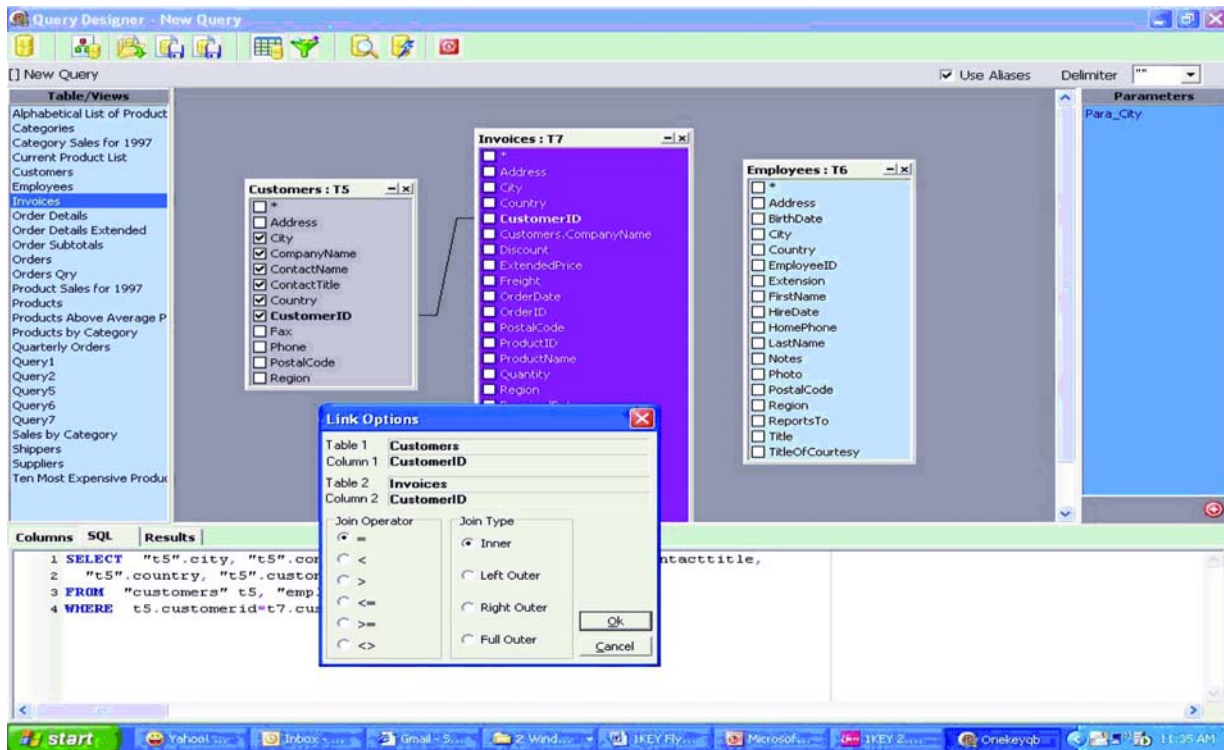 Query Designer - New Query
[] New Query
Use Aliases
Delimiter ""
Table/Views
Alphabetical List of Product
Categories
Category Sales for 1997
Current Product List
Customers
Employees
Invoices
Order Details
Order Details Extended
Order Subtotals
Orders
Orders Qry
Product Sales for 1997
Products
Products Above Average P
Products by Category
Quarterly Orders
Query1
Query2
Query5
Query6
Query7
Sales by Category
Shippers
Suppliers
Ten Most Expensive Produc
Customers : T5
*
Address
City
CompanyName
ContactName
ContactTitle
Country
CustomerID
Fax
Phone
PostalCode
Region
Invoices : T7
*
Address
City
Country
CustomerID
Customers.CompanyName
Discount
ExtendedPrice
Freight
OrderDate
OrderID
PostalCode
ProductID
ProductName
Quantity
Region
Employees : T6
*
Address
BirthDate
City
Country
EmployeeID
Extension
FirstName
HireDate
HomePhone
LastName
Notes
Photo
PostalCode
Region
ReportsTo
Title
TitleOfCourtesy
Parameters
Para_City
Link Options
Table 1 Customers
Column 1 CustomerID
Table 2 Invoices
Column 2 CustomerID
Join Operator
=
<
>
<=
>=
<>
Join Type
Inner
Left Outer
Right Outer
Full Outer
Ok
Cancel
Columns SQL Results
1 SELECT "t5".city, "t5".con ntacttitle,
2 "t5".country, "t5".custon
3 FROM "customers" t5, "emp
4 WHERE t5.customerid=t7.cus
start
Yahoo! ...
Inbox - ...
Gmail - S...
2 Wind...
1KEY Fly...
Microsof...
1KEY 2....
Onekeyqb
11:35 AM